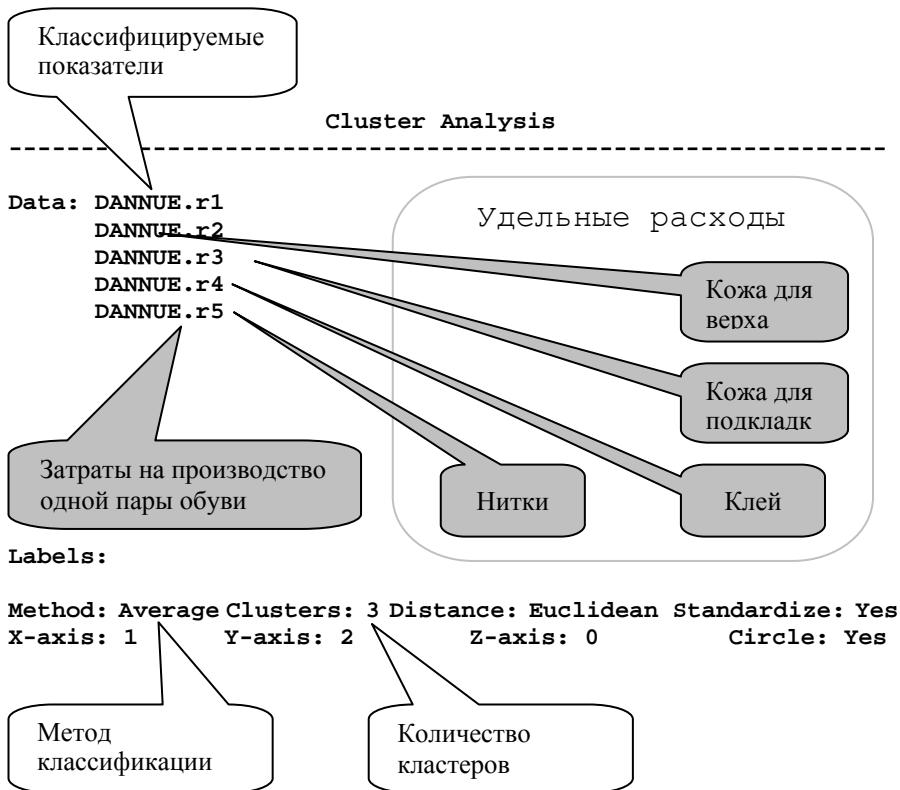 Классифицируемые
показатели
Cluster Analysis
Data: DANNUE.r1
DANNUE.r2
DANNUE.r3
DANNUE.r4
DANNUE.r5
Удельные расходы
Кожа для
верха
Кожа для
подкладк
Затраты на производство
одной пары обуви
Нитки
Клей
Labels:
Method: Average Clusters: 3 Distance: Euclidean Standardize: Yes
X-axis: 1 Y-axis: 2 Z-axis: 0 Circle: Yes
Метод
классификации
Количество
кластеров